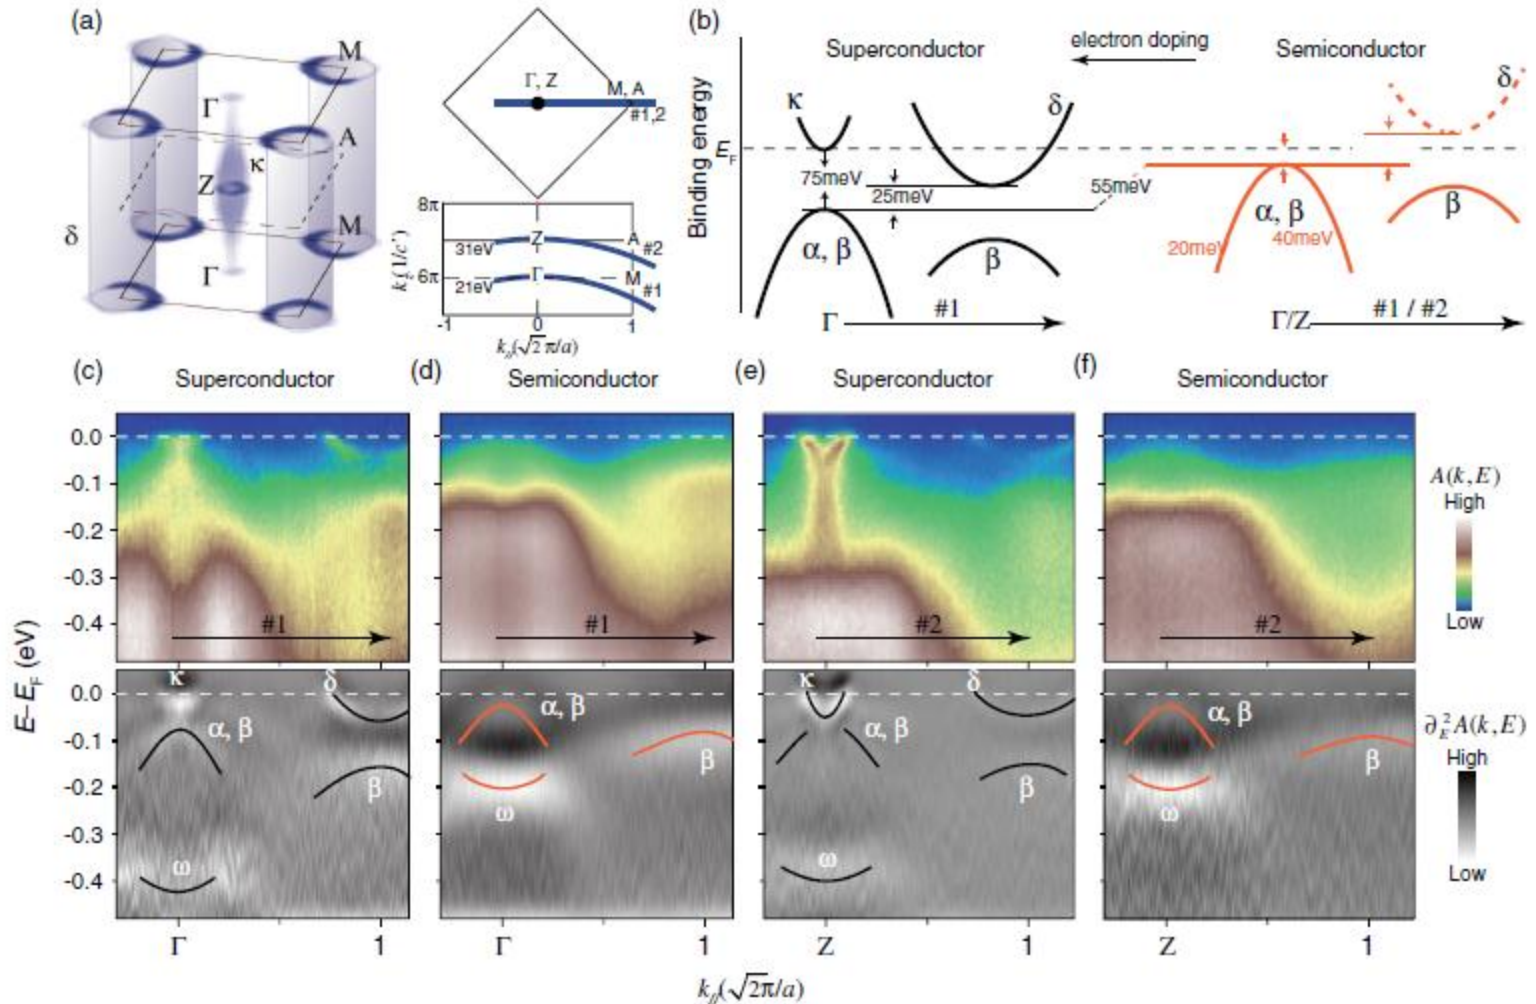 (a)
M
Γ
A
κ
Z
M
δ
Γ
Γ, Z
M, A
#1,2
8π
6π
k_z(1/c')
31eV
21eV
Z
A
#2
Γ
M
#1
-1
0
1
k_//(√2π/a)
(b)
Superconductor
electron doping
Semiconductor
Binding energy
E_F
κ
δ
δ
75meV
25meV
55meV
α, β
β
α, β
β
20meV
40meV
Γ
#1
Γ/Z
#1 / #2
(c)
Superconductor
(d)
Semiconductor
(e)
Superconductor
(f)
Semiconductor
0.0
-0.1
-0.2
-0.3
-0.4
#1
#1
#2
#2
A(k,E)
High
Low
E–E_F (eV)
0.0
-0.1
-0.2
-0.3
-0.4
κ
δ
α, β
β
ω
α, β
β
ω
κ
δ
α, β
β
ω
α, β
β
ω
∂_E^2 A(k,E)
High
Low
Γ
1
Γ
1
Z
1
Z
1
k_//(√2π/a)